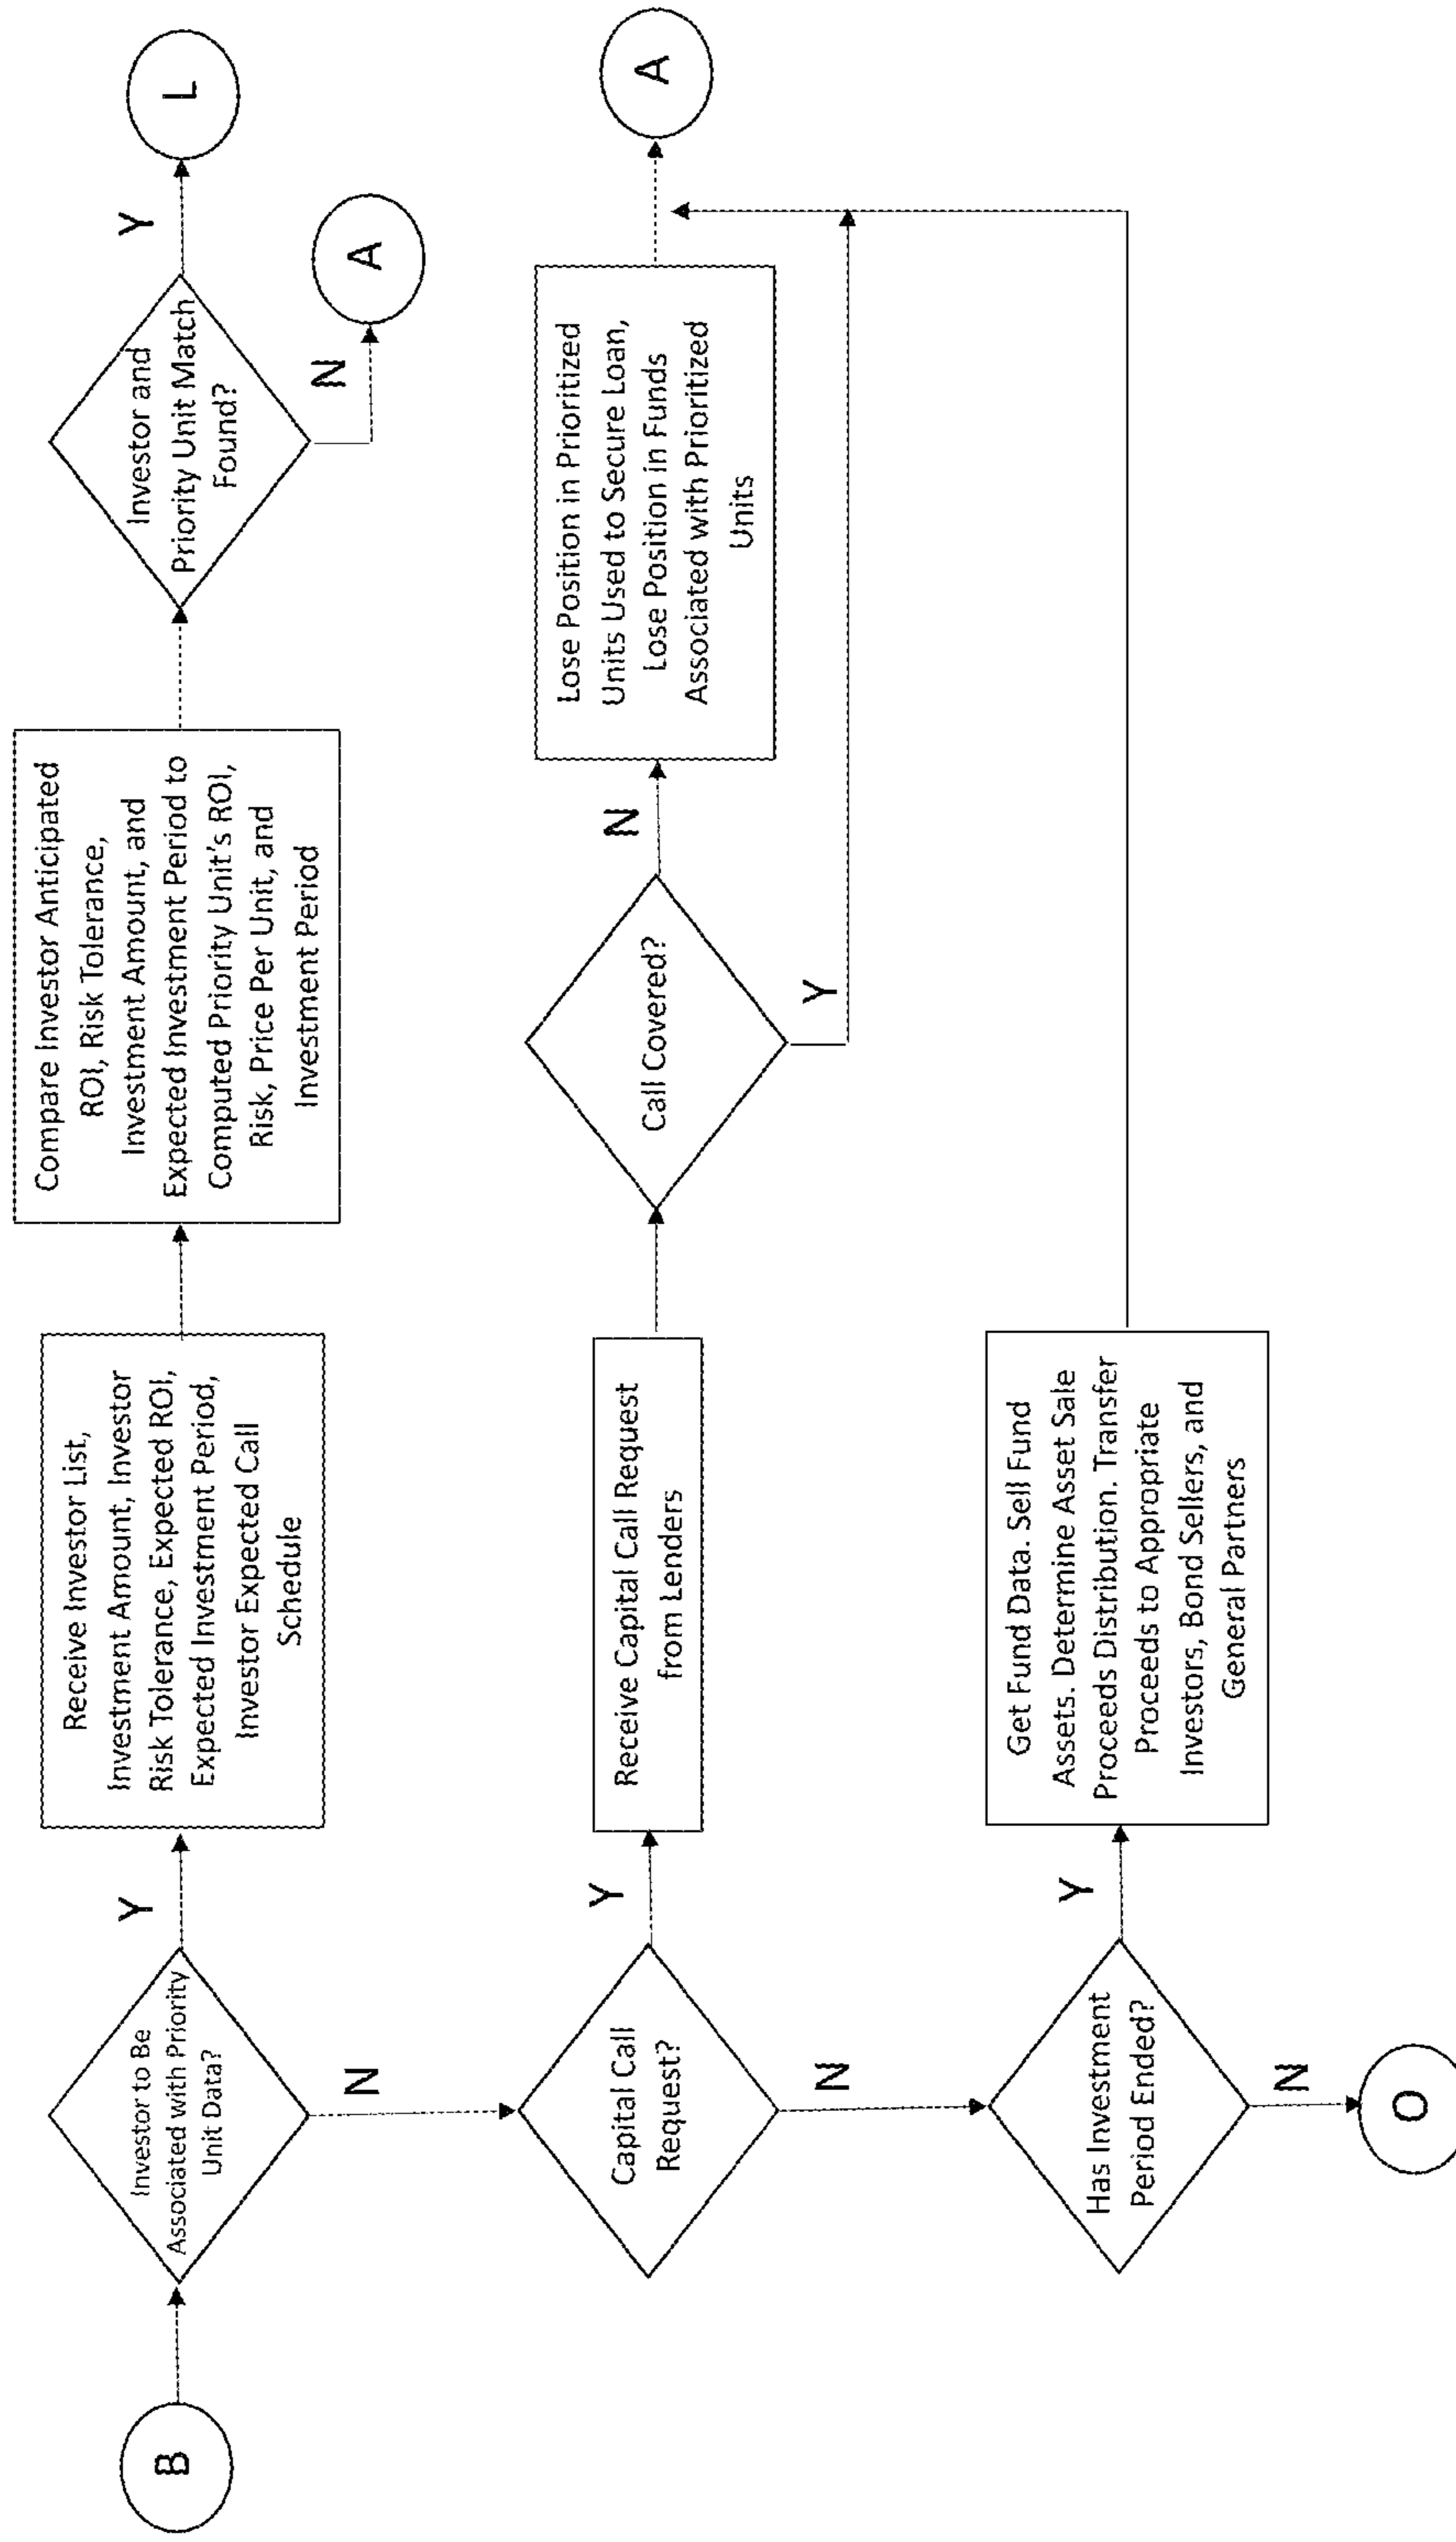 B
Investor to Be
Associated with Priority
Unit Data?
Y
Receive Investor List,
Investment Amount, Investor
Risk Tolerance, Expected ROI,
Expected Investment Period,
Investor Expected Call
Schedule
Compare Investor Anticipated
ROI, Risk Tolerance,
Investment Amount, and
Expected Investment Period to
Computed Priority Unit's ROI,
Risk, Price Per Unit, and
Investment Period
Investor and
Priority Unit Match
Found?
Y
L
N
A
N
Capital Call
Request?
Y
Receive Capital Call Request
from Lenders
Call Covered?
N
Lose Position in Prioritized
Units Used to Secure Loan,
Lose Position in Funds
Associated with Prioritized
Units
A
Y
N
Has Investment
Period Ended?
Y
Get Fund Data. Sell Fund
Assets. Determine Asset Sale
Proceeds Distribution. Transfer
Proceeds to Appropriate
Investors, Bond Sellers, and
General Partners
N
O